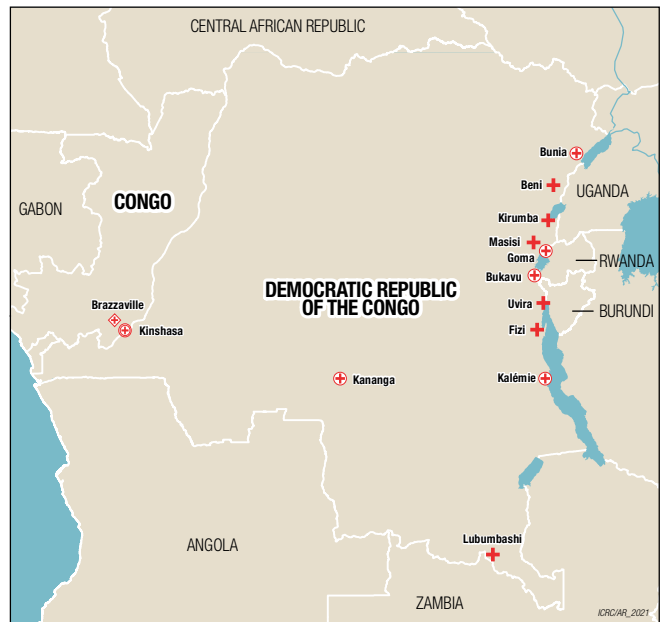 CENTRAL AFRICAN REPUBLIC
Bunia
Beni
UGANDA
GABON
CONGO
Kirumba
Masisi
Goma
RWANDA
Bukavu
DEMOCRATIC REPUBLIC
OF THE CONGO
Brazzaville
Kinshasa
Uvira
BURUNDI
Fizi
Kananga
Kalémie
ANGOLA
Lubumbashi
ZAMBIA
ICRC/AR_2021